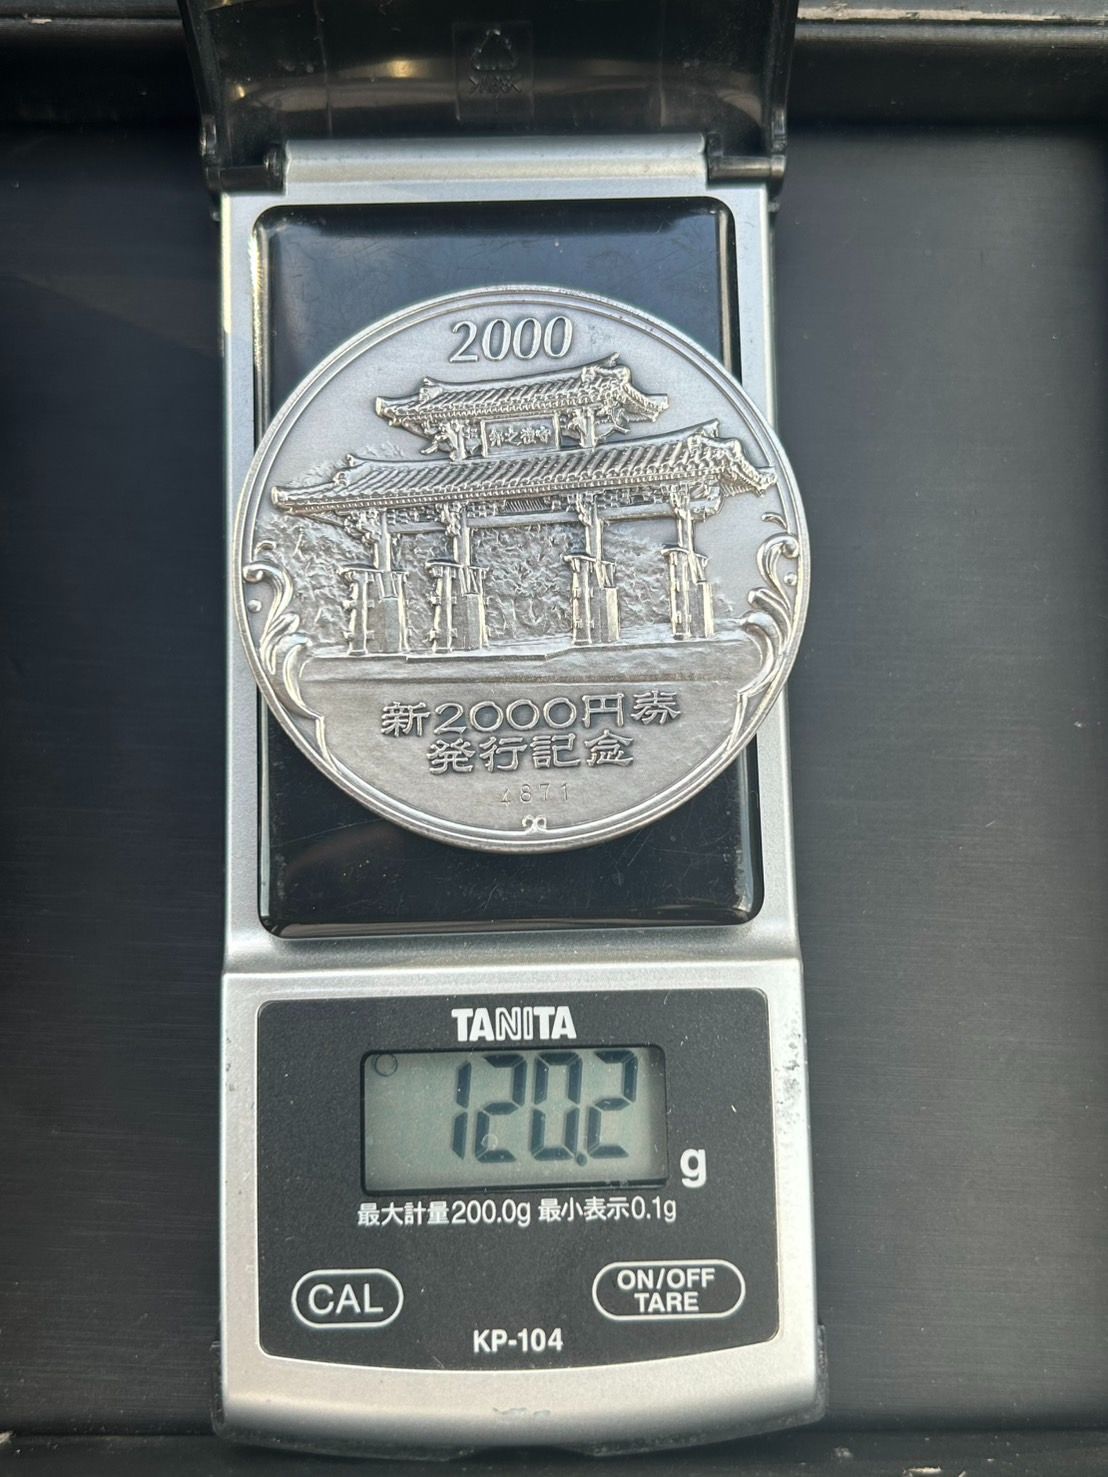 2000
守禮之邦
新2000円券
発行記念
4871
TANITA
120.2
g
最大計量200.0g 最小表示0.1g
CAL
ON/OFF
TARE
KP-104